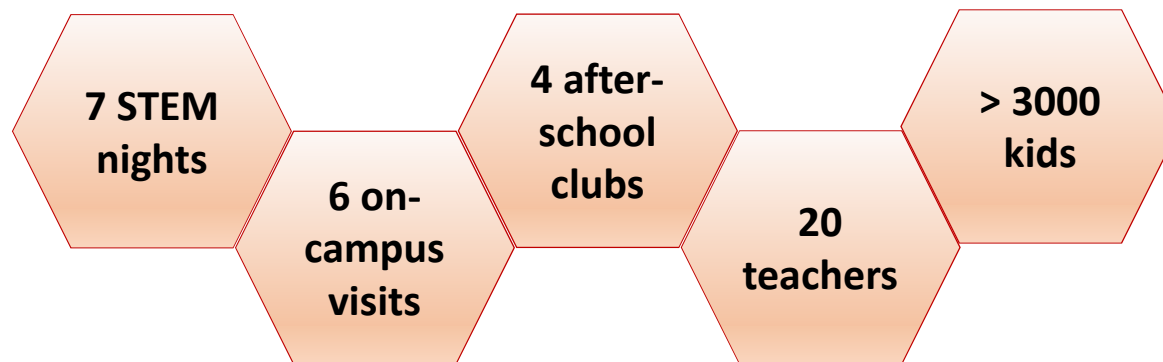 7 STEM
nights
6 on-
campus
visits
4 after-
school
clubs
20
teachers
> 3000
kids